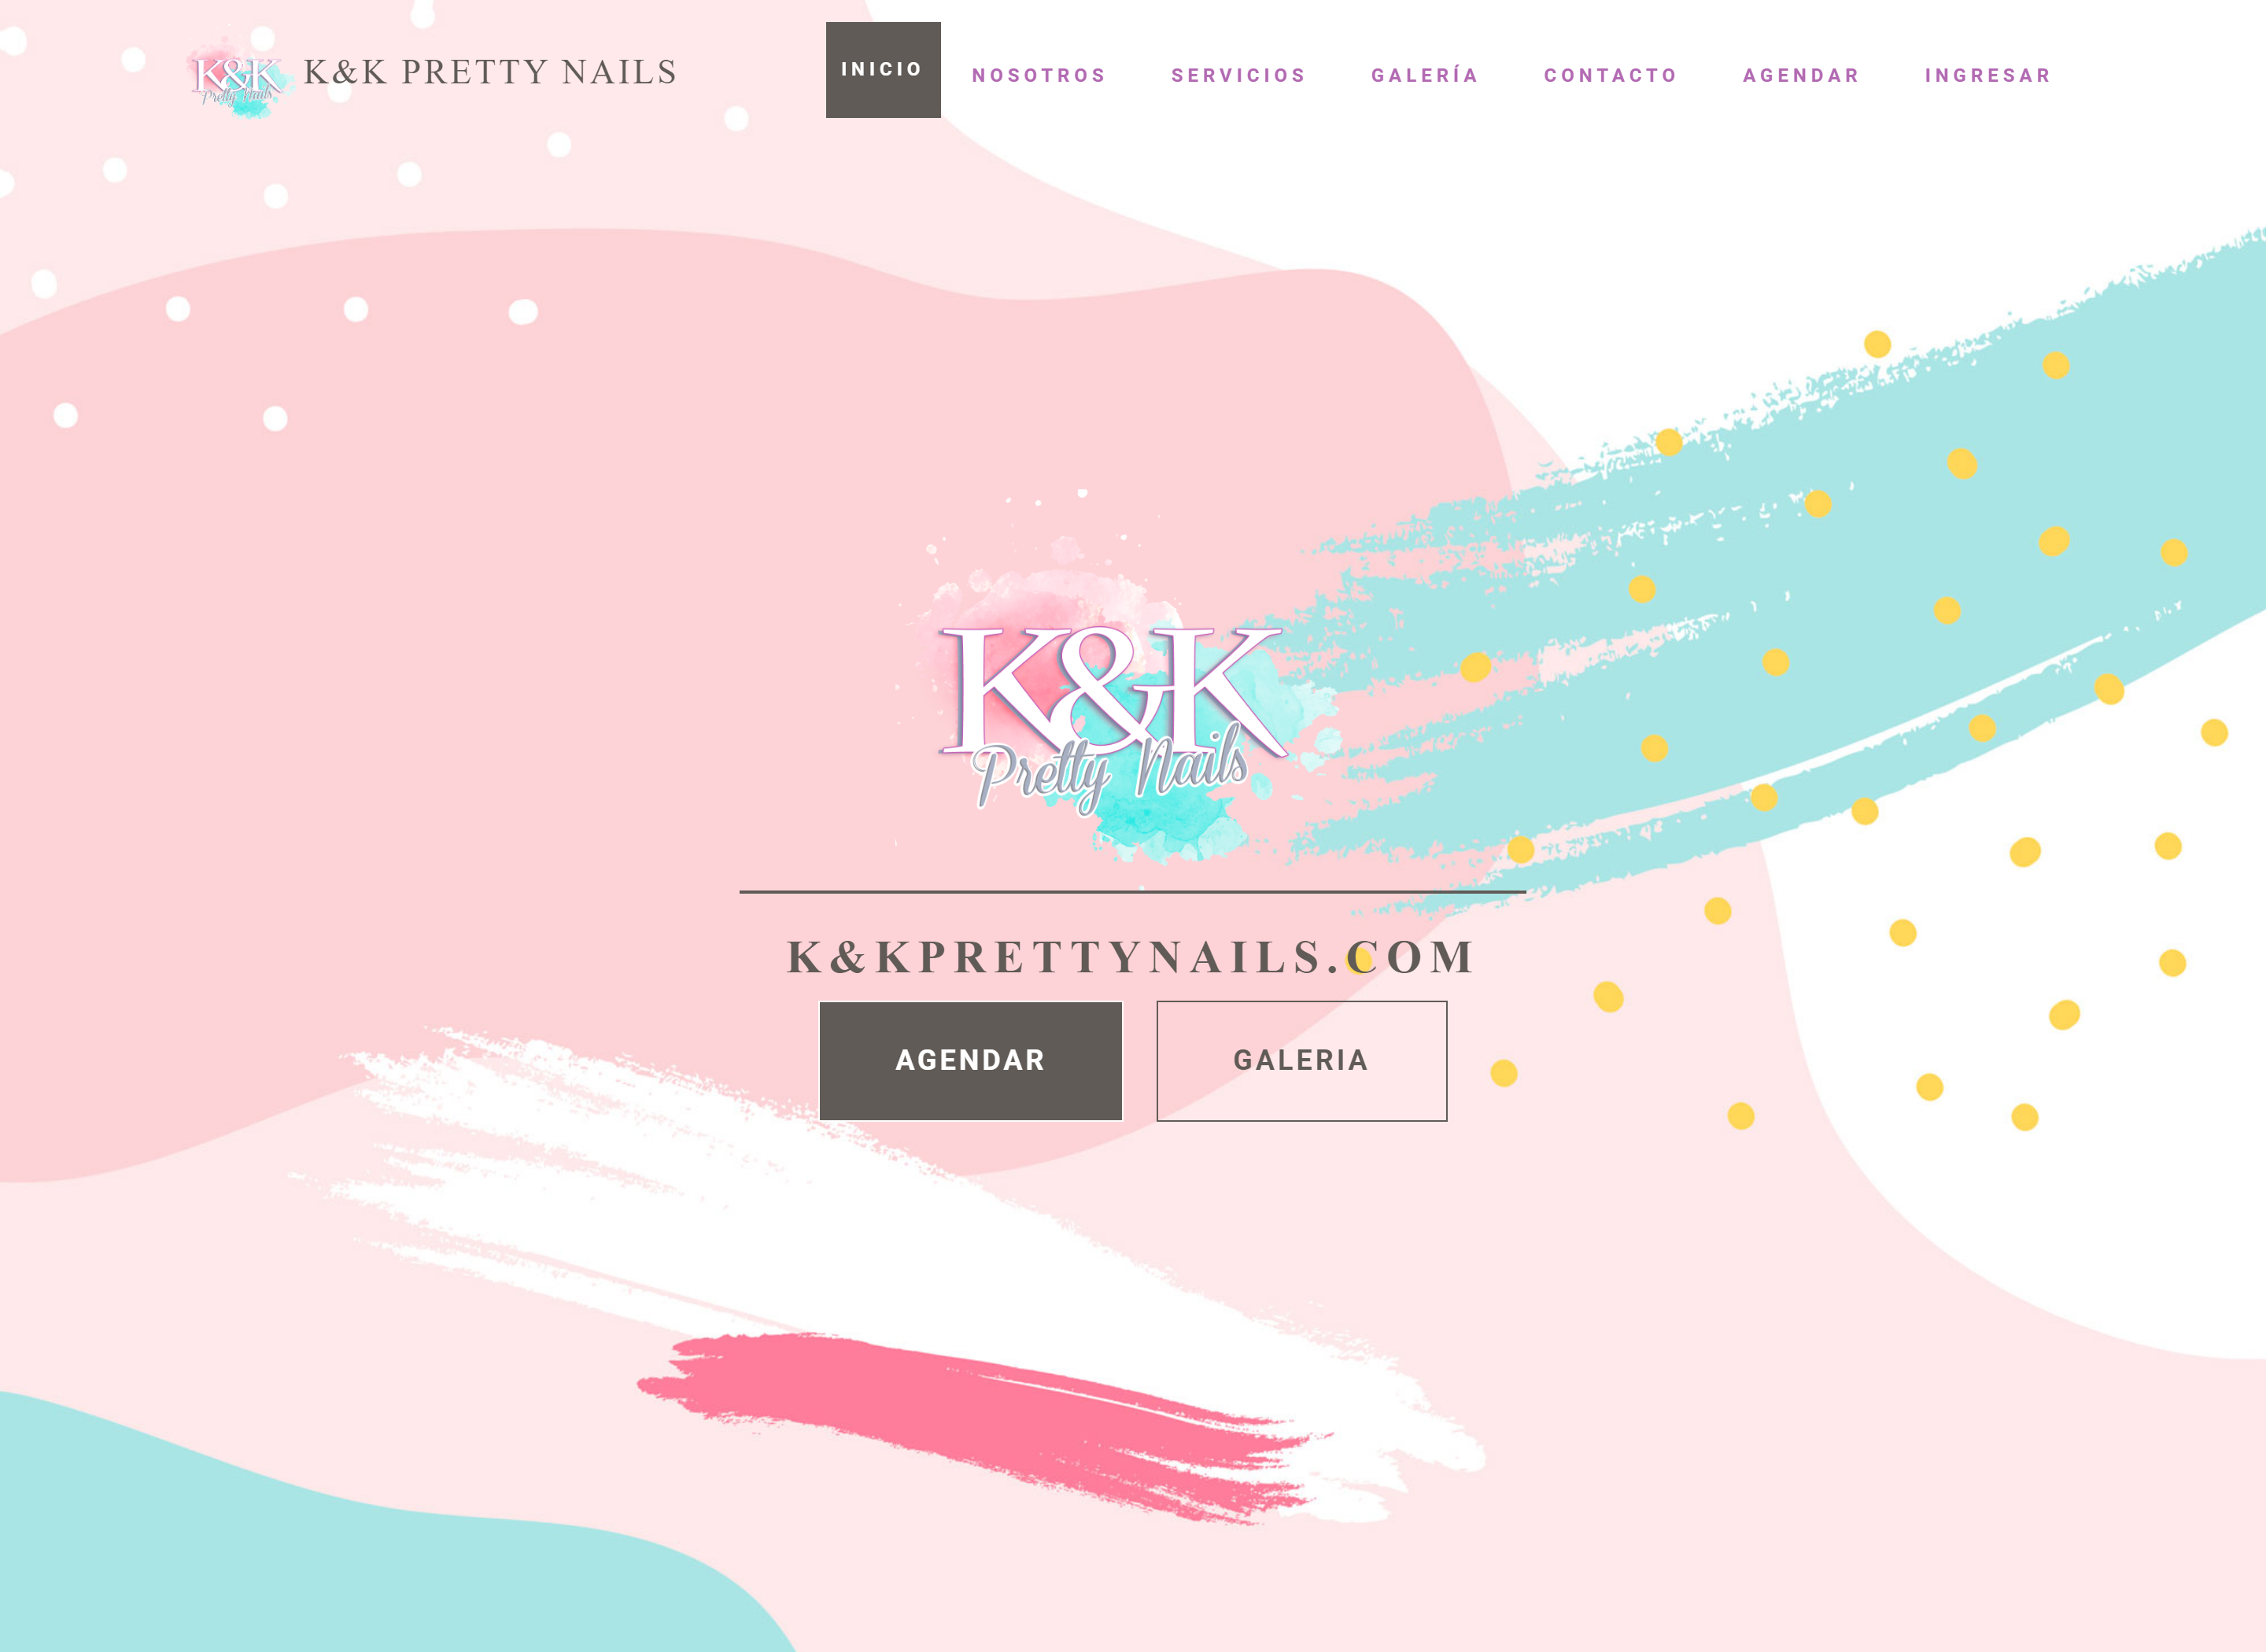 K&K
Pretty Nails
K&K PRETTY NAILS
INICIO
NOSOTROS
SERVICIOS
GALERÍA
CONTACTO
AGENDAR
INGRESAR
K&K
Pretty Nails
K&KPRETTYNAILS.COM
AGENDAR
GALERIA